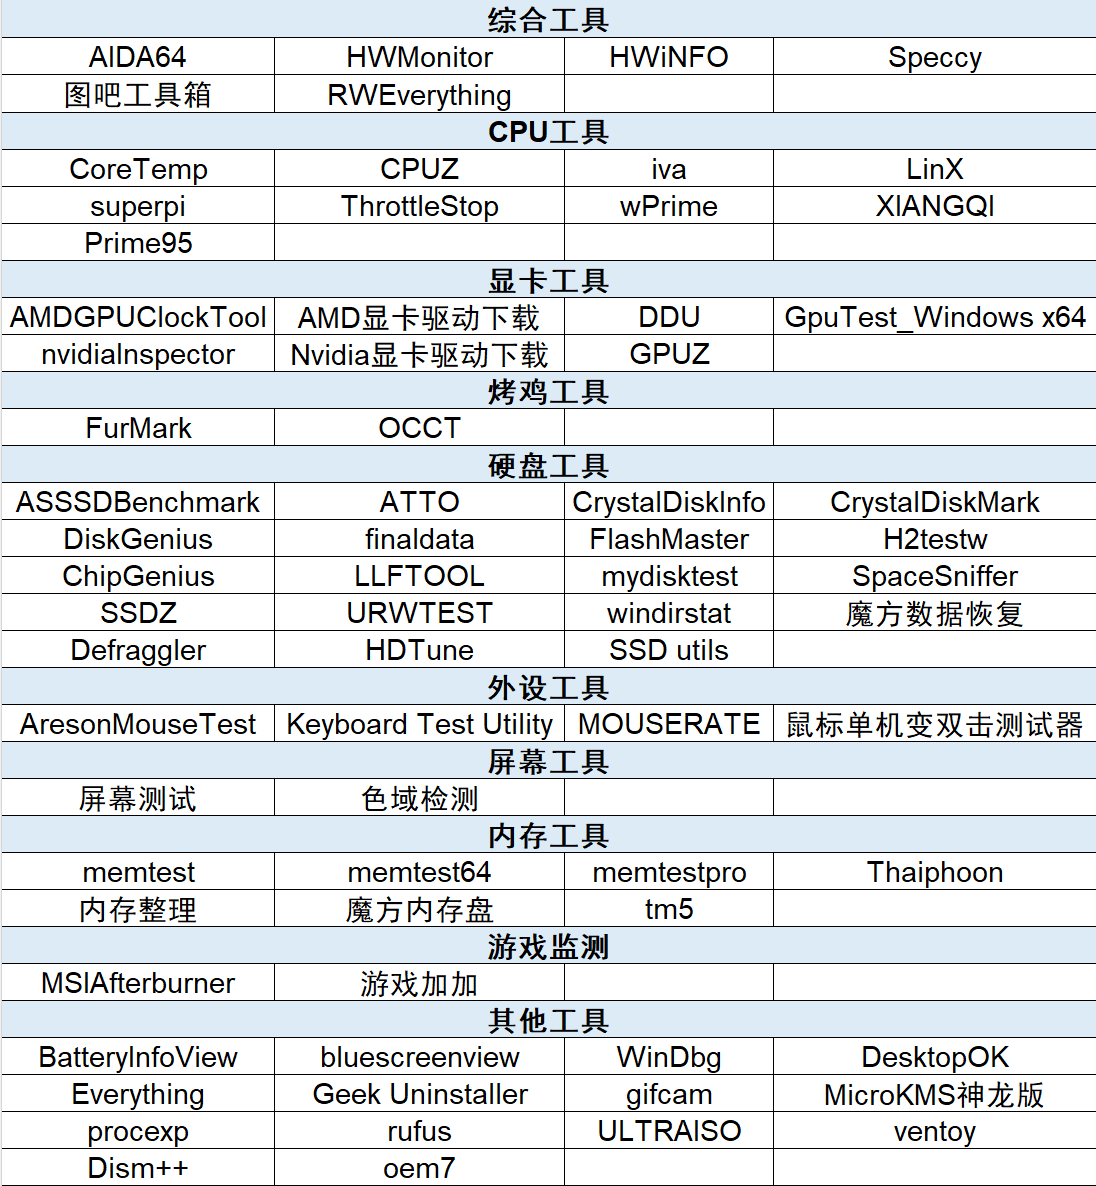 综合工具
AIDA64 HWMonitor HWiNFO Speccy
图吧工具箱 RWEverything
CPU工具
CoreTemp CPUZ iva LinX
superpi ThrottleStop wPrime XIANGQI
Prime95
显卡工具
AMDGPUClockTool AMD显卡驱动下载 DDU GpuTest_Windows x64
nvidiaInspector Nvidia显卡驱动下载 GPUZ
烤鸡工具
FurMark OCCT
硬盘工具
ASSSDBenchmark ATTO CrystalDiskInfo CrystalDiskMark
DiskGenius finaldata FlashMaster H2testw
ChipGenius LLFTOOL mydisktest SpaceSniffer
SSDZ URWTEST windirstat 魔方数据恢复
Defraggler HDTune SSD utils
外设工具
AresonMouseTest Keyboard Test Utility MOUSERATE 鼠标单机变双击测试器
屏幕工具
屏幕测试 色域检测
内存工具
memtest memtest64 memtestpro Thaiphoon
内存整理 魔方内存盘 tm5
游戏监测
MSIAfterburner 游戏加加
其他工具
BatteryInfoView bluescreenview WinDbg DesktopOK
Everything Geek Uninstaller gifcam MicroKMS神龙版
procexp rufus ULTRAISO ventoy
Dism++ oem7